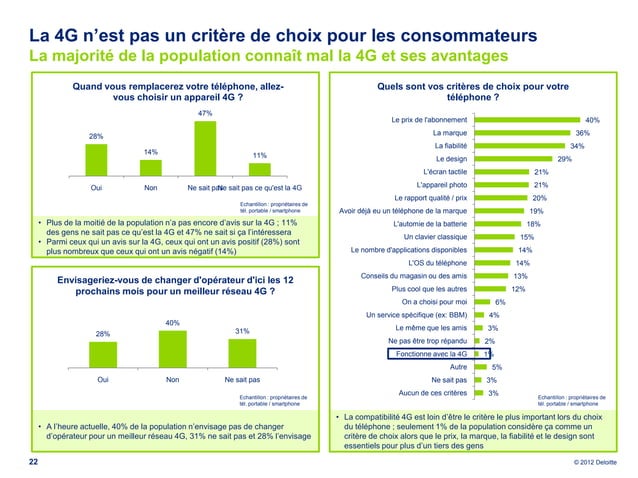 La 4G n'est pas un critère de choix pour les consommateurs
La majorité de la population connaît mal la 4G et ses avantages
Quand vous remplacerez votre téléphone, allez-
vous choisir un appareil 4G ?
47%
28%
14%
11%
Oui
Non
Ne sait pas
Ne sait pas ce qu'est la 4G
Echantillon : propriétaires de
tél. portable / smartphone
• Plus de la moitié de la population n'a pas encore d'avis sur la 4G ; 11%
des gens ne sait pas ce qu'est la 4G et 47% ne sait si ça l'intéressera
• Parmi ceux qui un avis sur la 4G, ceux qui ont un avis positif (28%) sont
plus nombreux que ceux qui ont un avis négatif (14%)
Envisageriez-vous de changer d'opérateur d'ici les 12
prochains mois pour un meilleur réseau 4G ?
28%
40%
31%
Oui
Non
Ne sait pas
Echantillon : propriétaires de
tél. portable / smartphone
• A l'heure actuelle, 40% de la population n'envisage pas de changer
d'opérateur pour un meilleur réseau 4G, 31% ne sait pas et 28% l'envisage
Quels sont vos critères de choix pour votre
téléphone ?
Le prix de l'abonnement 40%
La marque 36%
La fiabilité 34%
Le design 29%
L'écran tactile 21%
L'appareil photo 21%
Le rapport qualité / prix 20%
Avoir déjà eu un téléphone de la marque 19%
L'automie de la batterie 18%
Un clavier classique 15%
Le nombre d'applications disponibles 14%
L'OS du téléphone 14%
Conseils du magasin ou des amis 13%
Plus cool que les autres 12%
On a choisi pour moi 6%
Un service spécifique (ex: BBM) 4%
Le même que les amis 3%
Ne pas être trop répandu 2%
Fonctionne avec la 4G 1%
Autre 5%
Ne sait pas 3%
Aucun de ces critères 3%
Echantillon : propriétaires de
tél. portable / smartphone
• La compatibilité 4G est loin d'être le critère le plus important lors du choix
du téléphone ; seulement 1% de la population considère ça comme un
critère de choix alors que le prix, la marque, la fiabilité et le design sont
essentiels pour plus d'un tiers des gens
22
© 2012 Deloitte